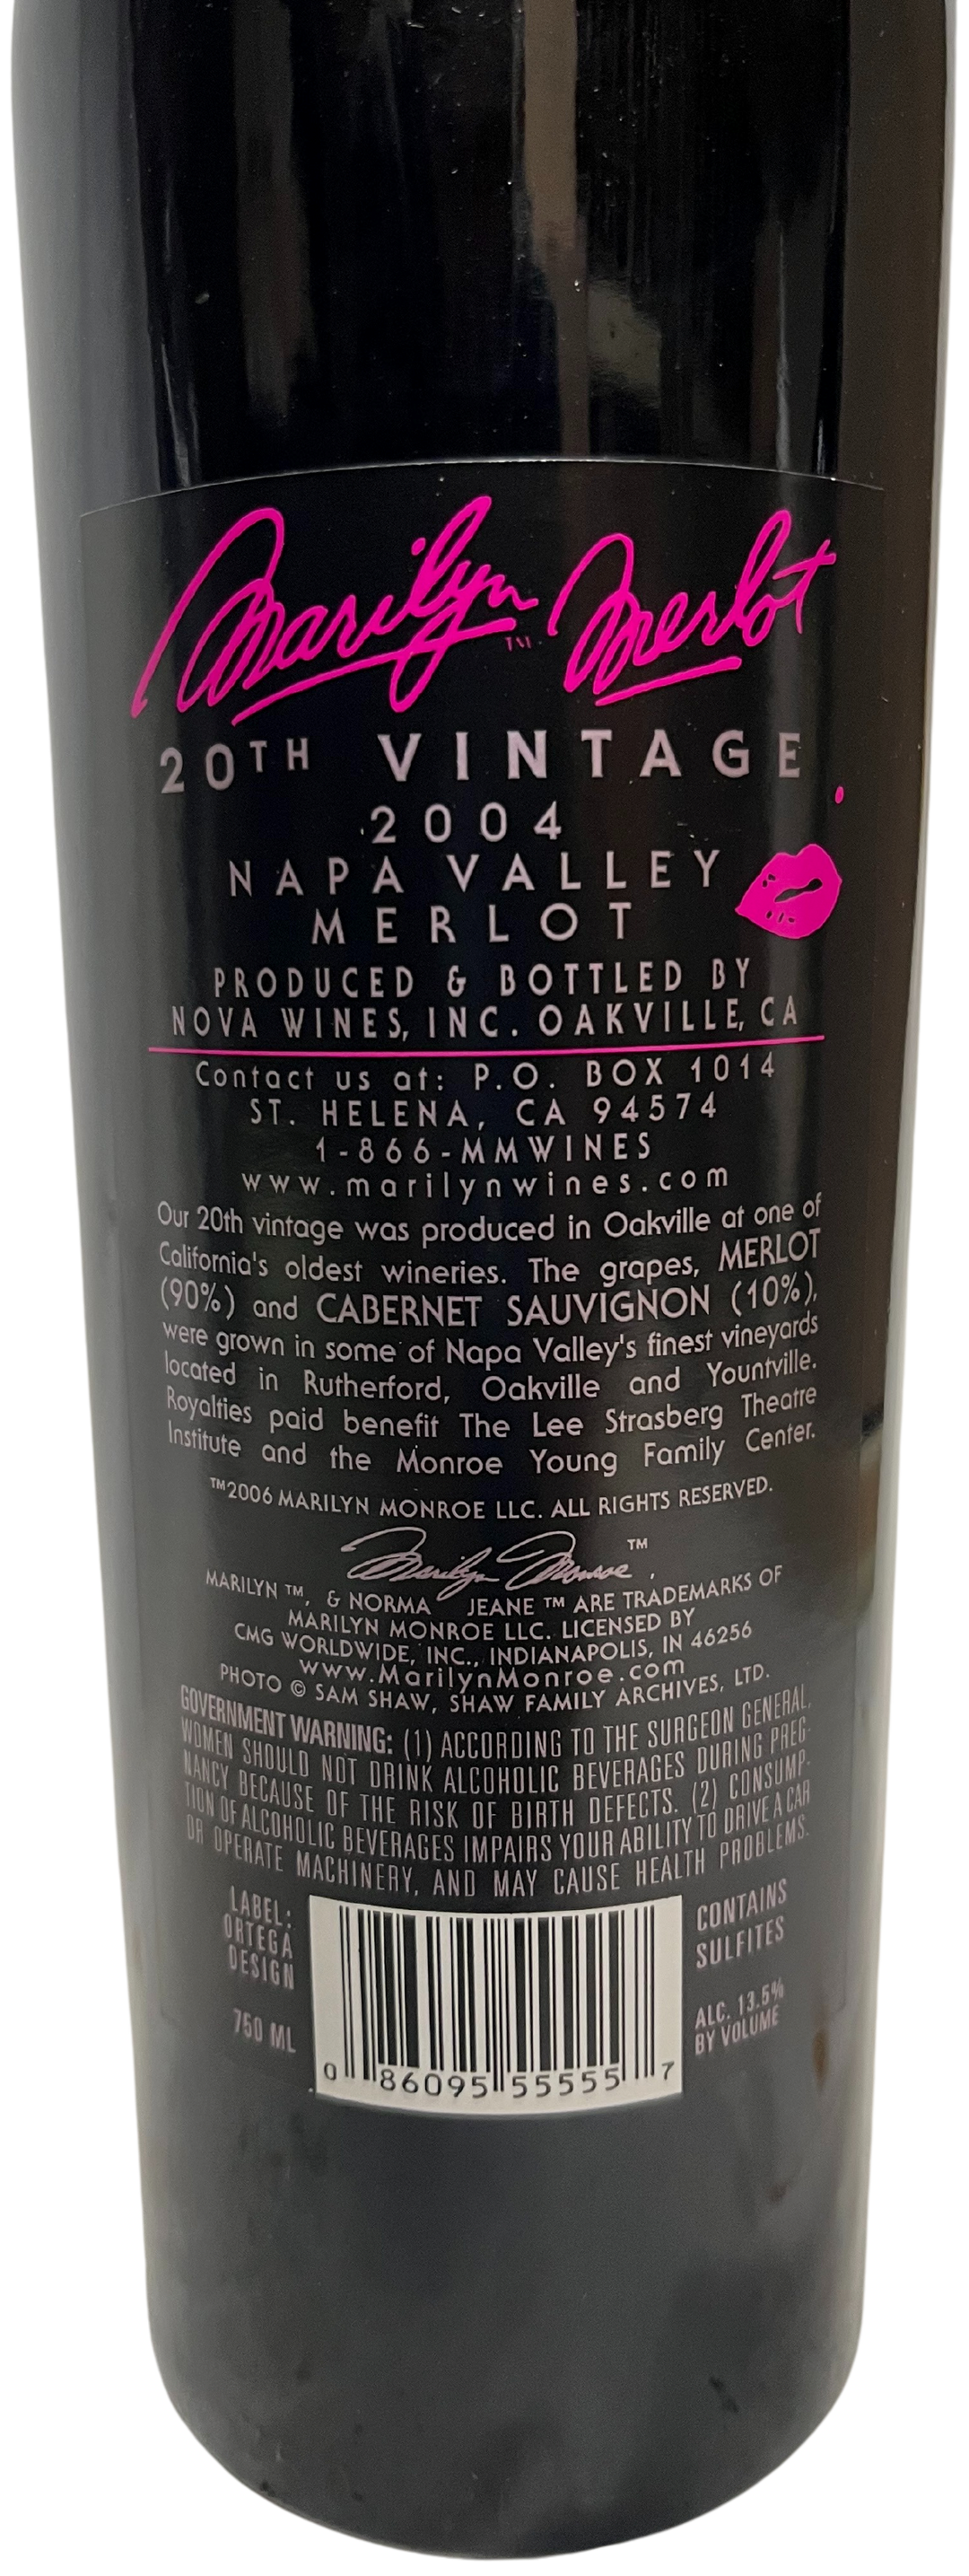 Marilyn ™ Merlot
20TH VINTAGE
2004
NAPA VALLEY
MERLOT
PRODUCED & BOTTLED BY
NOVA WINES, INC. OAKVILLE, CA
Contact us at: P.O. BOX 1014
ST. HELENA, CA 94574
1-866-MMWINES
www.marilynwines.com
Our 20th vintage was produced in Oakville at one of
California's oldest wineries. The grapes, MERLOT
(90%) and CABERNET SAUVIGNON (10%),
were grown in some of Napa Valley's finest vineyards
located in Rutherford, Oakville and Yountville.
Royalties paid benefit The Lee Strasberg Theatre
Institute and the Monroe Young Family Center.
™2006 MARILYN MONROE LLC. ALL RIGHTS RESERVED.
Marilyn Monroe ™,
MARILYN ™, & NORMA JEANE ™ ARE TRADEMARKS OF
MARILYN MONROE LLC. LICENSED BY
CMG WORLDWIDE, INC., INDIANAPOLIS, IN 46256
www.MarilynMonroe.com
PHOTO © SAM SHAW, SHAW FAMILY ARCHIVES, LTD.
GOVERNMENT WARNING: (1) ACCORDING TO THE SURGEON GENERAL,
WOMEN SHOULD NOT DRINK ALCOHOLIC BEVERAGES DURING PREG-
NANCY BECAUSE OF THE RISK OF BIRTH DEFECTS. (2) CONSUMP-
TION OF ALCOHOLIC BEVERAGES IMPAIRS YOUR ABILITY TO DRIVE A CAR
OR OPERATE MACHINERY, AND MAY CAUSE HEALTH PROBLEMS.
LABEL:
ORTEGA
DESIGN
750 ML
0 86095 55555 7
CONTAINS
SULFITES
ALC. 13.5%
BY VOLUME